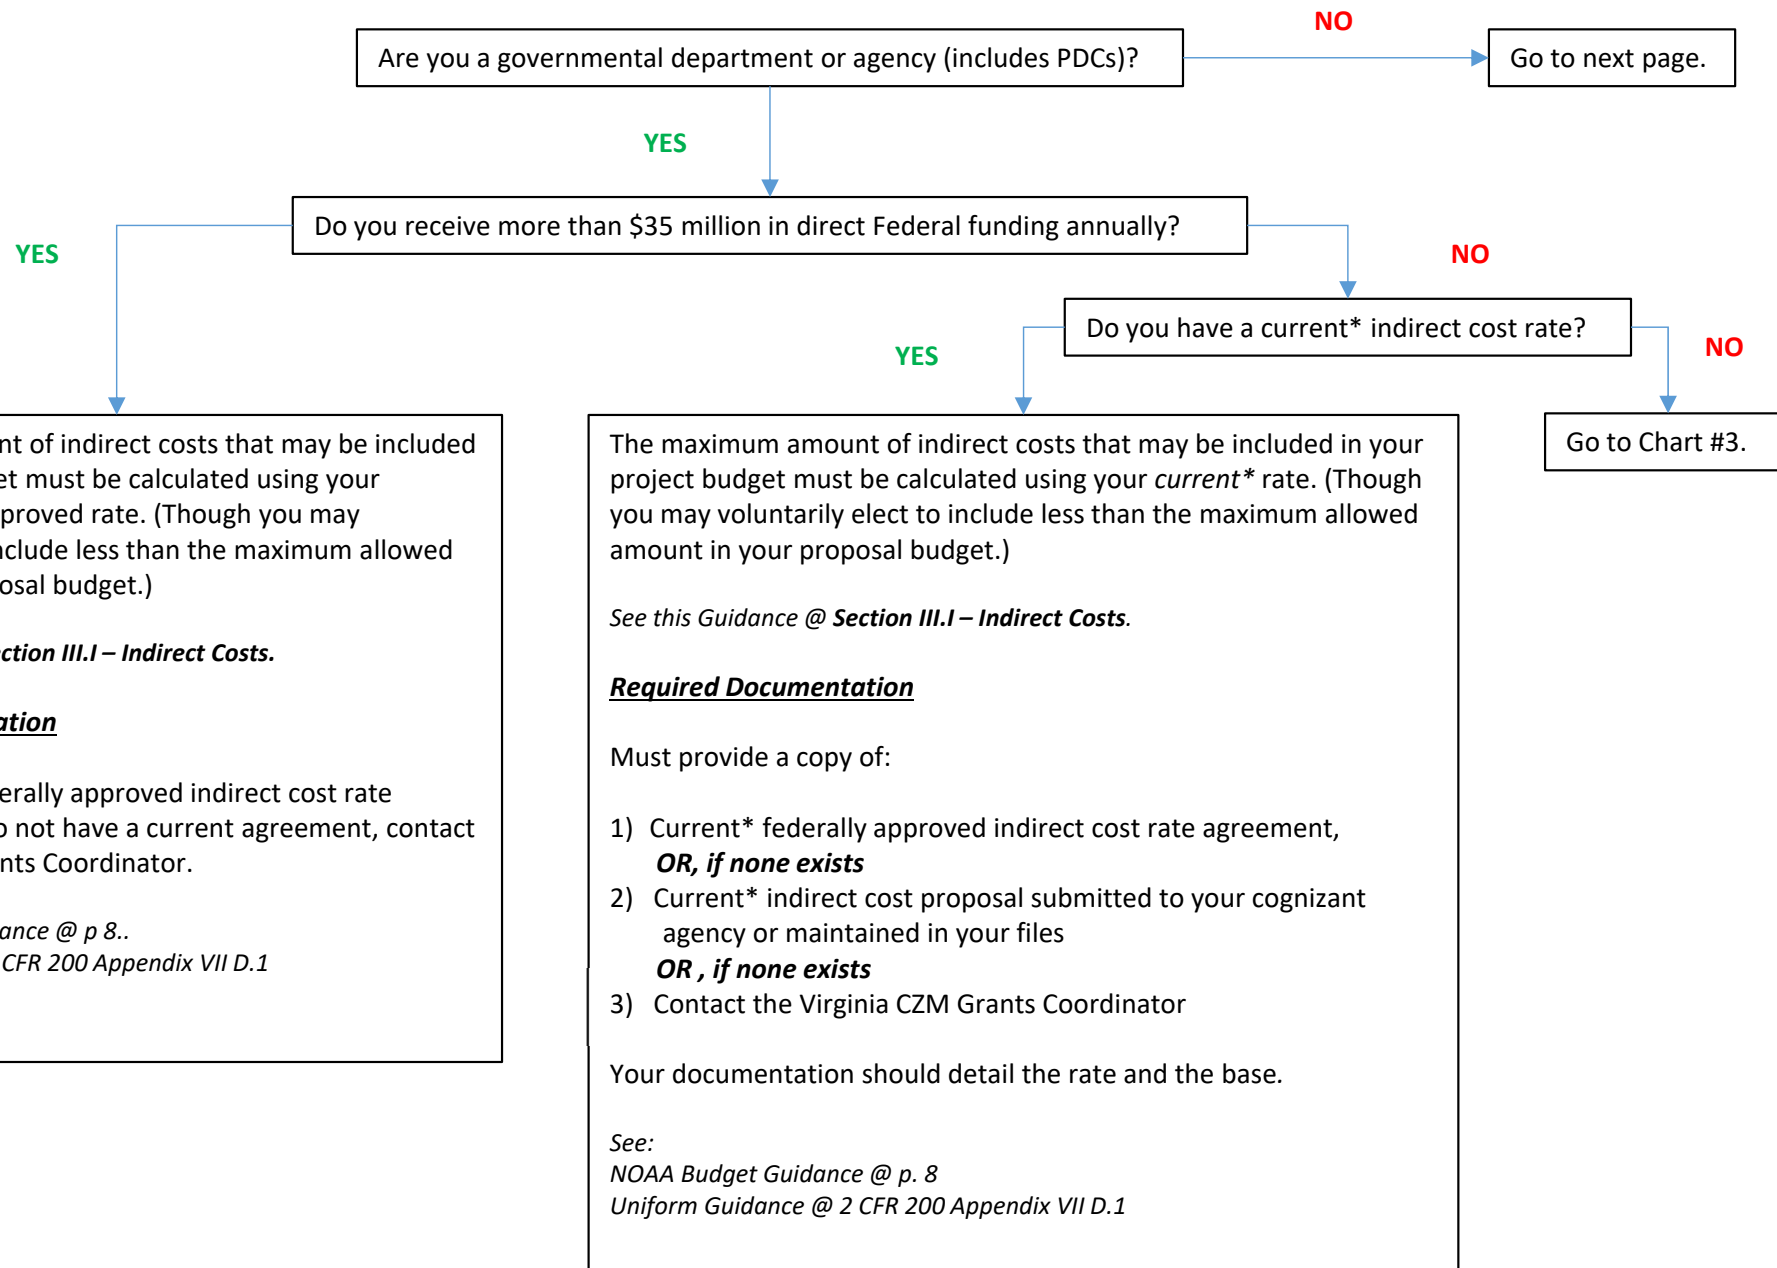 NO
Are you a governmental department or agency (includes PDCs)?
Go to next page.
YES
Do you receive more than $35 million in direct Federal funding annually?
YES
NO
Do you have a current* indirect cost rate?
YES
NO
nt of indirect costs that may be included
et must be calculated using your
proved rate. (Though you may
nclude less than the maximum allowed
osal budget.)
ction III.I – Indirect Costs.
ation
erally approved indirect cost rate
o not have a current agreement, contact
nts Coordinator.
ance @ p 8..
CFR 200 Appendix VII D.1
The maximum amount of indirect costs that may be included in your
project budget must be calculated using your current* rate. (Though
you may voluntarily elect to include less than the maximum allowed
amount in your proposal budget.)
See this Guidance @ Section III.I – Indirect Costs.
Required Documentation
Must provide a copy of:
1) Current* federally approved indirect cost rate agreement,
OR, if none exists
2) Current* indirect cost proposal submitted to your cognizant
agency or maintained in your files
OR , if none exists
3) Contact the Virginia CZM Grants Coordinator
Your documentation should detail the rate and the base.
See:
NOAA Budget Guidance @ p. 8
Uniform Guidance @ 2 CFR 200 Appendix VII D.1
Go to Chart #3.